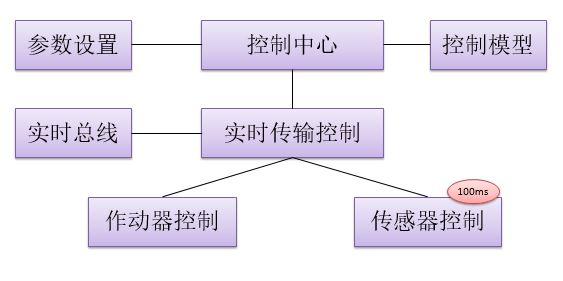 参数设置
控制中心
控制模型
实时总线
实时传输控制
100ms
作动器控制
传感器控制